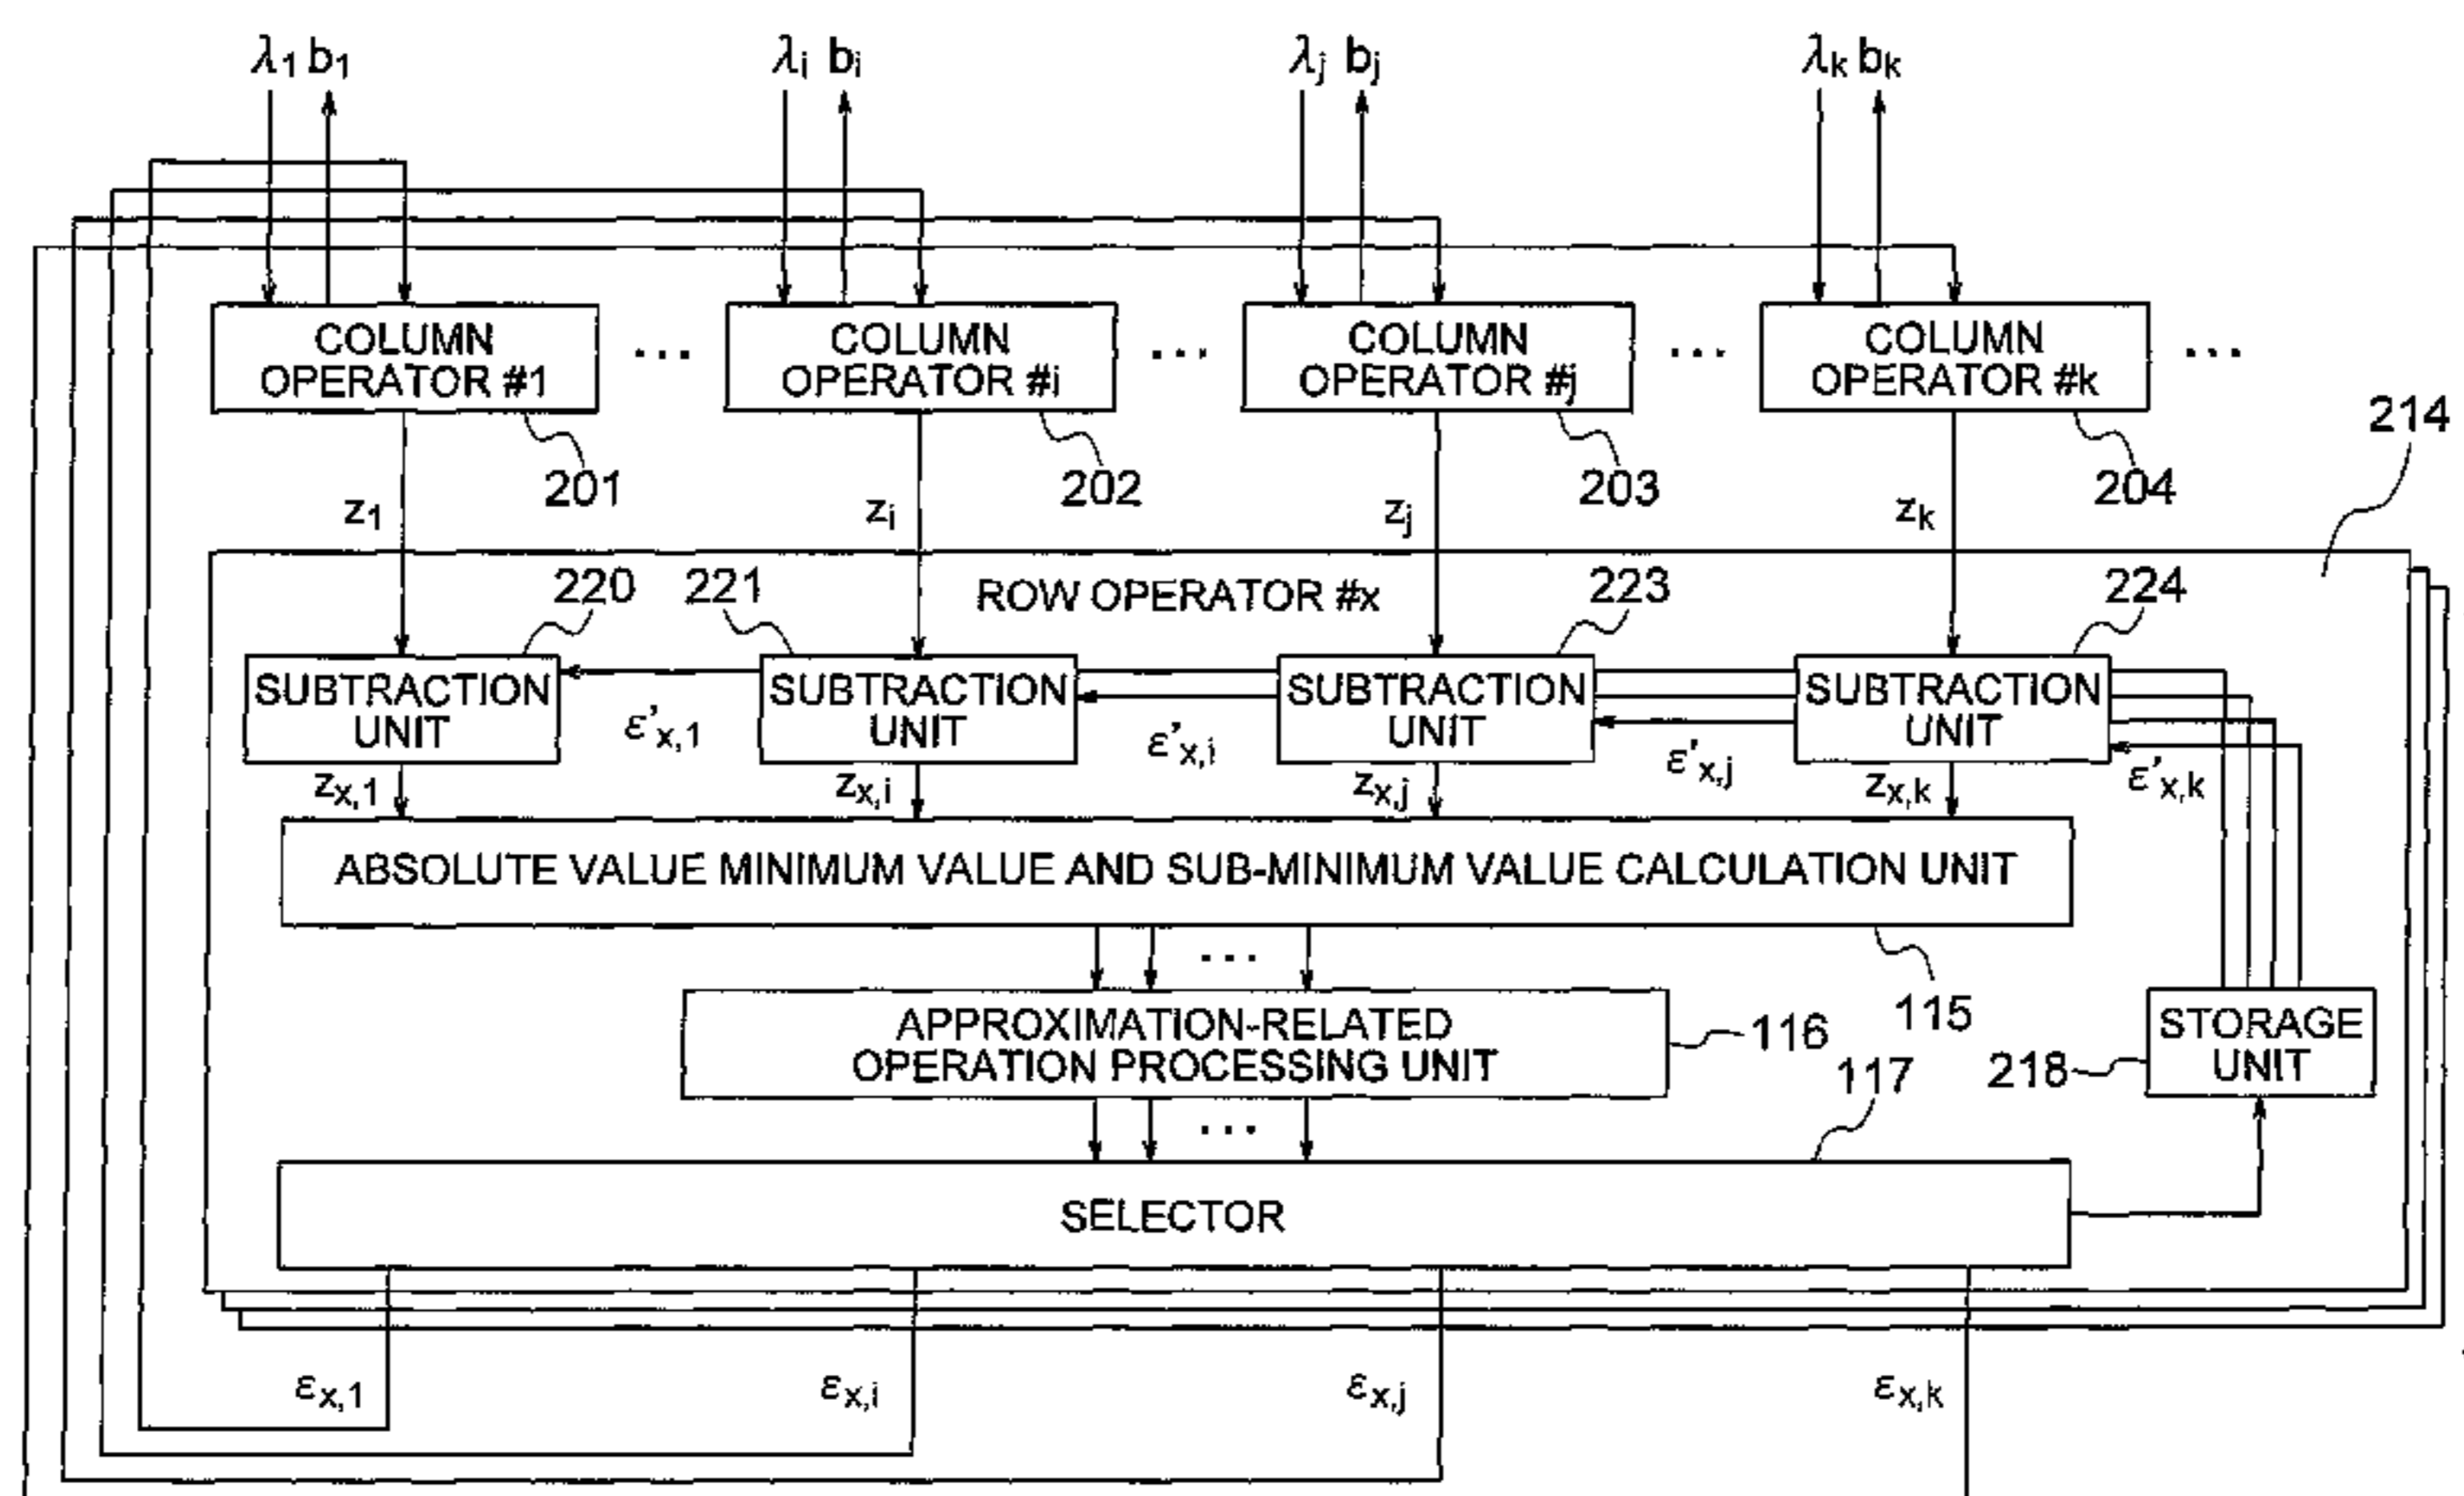 λ1 b1 λi bi λj bj λk bk
COLUMN OPERATOR #1 ... COLUMN OPERATOR #i ... COLUMN OPERATOR #j ... COLUMN OPERATOR #k ...
201 202 203 204 214
z1 zi zj zk
ROW OPERATOR #x
220 221 223 224
SUBTRACTION UNIT SUBTRACTION UNIT SUBTRACTION UNIT SUBTRACTION UNIT
ε'x,1 ε'x,i ε'x,j ε'x,k
zx,1 zx,i zx,j zx,k
ABSOLUTE VALUE MINIMUM VALUE AND SUB-MINIMUM VALUE CALCULATION UNIT
...
115
APPROXIMATION-RELATED
OPERATION PROCESSING UNIT
116
STORAGE
UNIT
218
117
...
SELECTOR
εx,1 εx,i εx,j εx,k